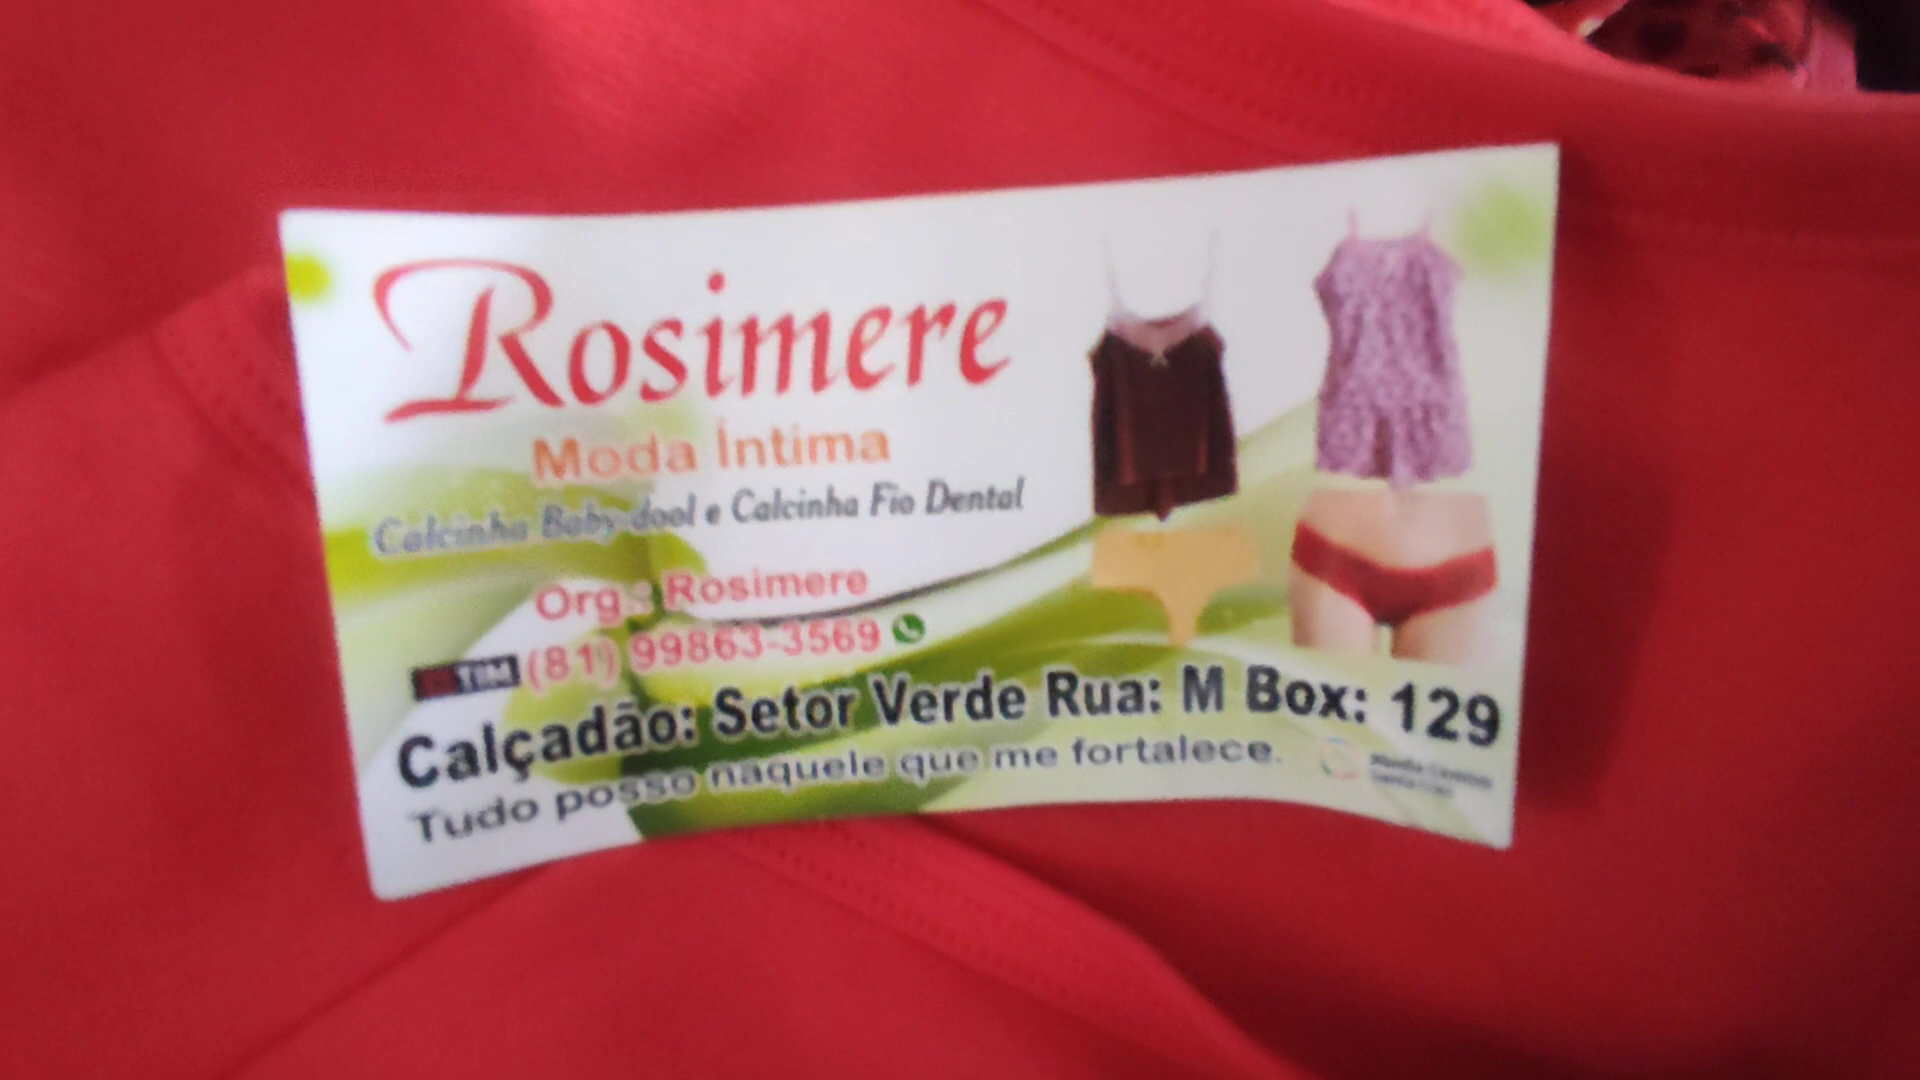 Rosimere
Moda Íntima
Calcinha Baby-dool e Calcinha Fio Dental
Org.: Rosimere
TIM (81) 99863-3569
Calçadão: Setor Verde Rua: M Box: 129
Tudo posso naquele que me fortalece.